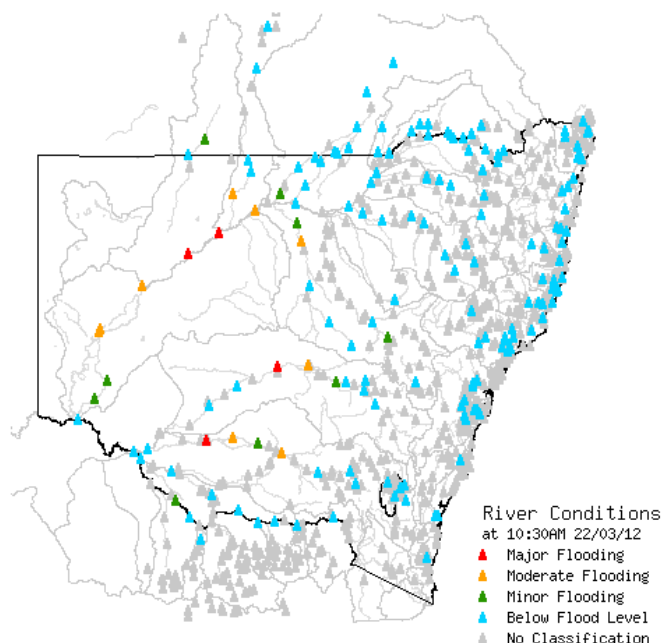 River Conditions
at 10:30AM 22/03/12
Major Flooding
Moderate Flooding
Minor Flooding
Below Flood Level
No Classification